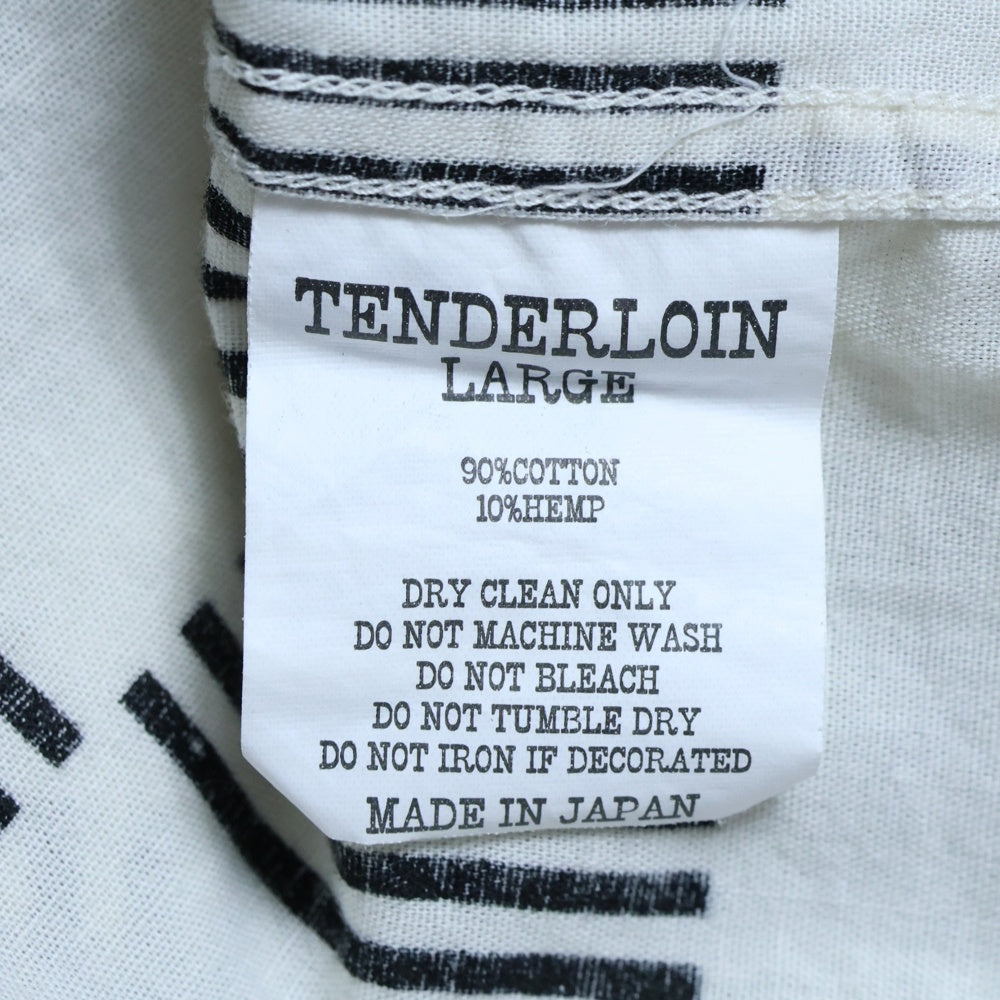 TENDERLOIN
LARGE
90%COTTON
10%HEMP
DRY CLEAN ONLY
DO NOT MACHINE WASH
DO NOT BLEACH
DO NOT TUMBLE DRY
DO NOT IRON IF DECORATED
MADE IN JAPAN